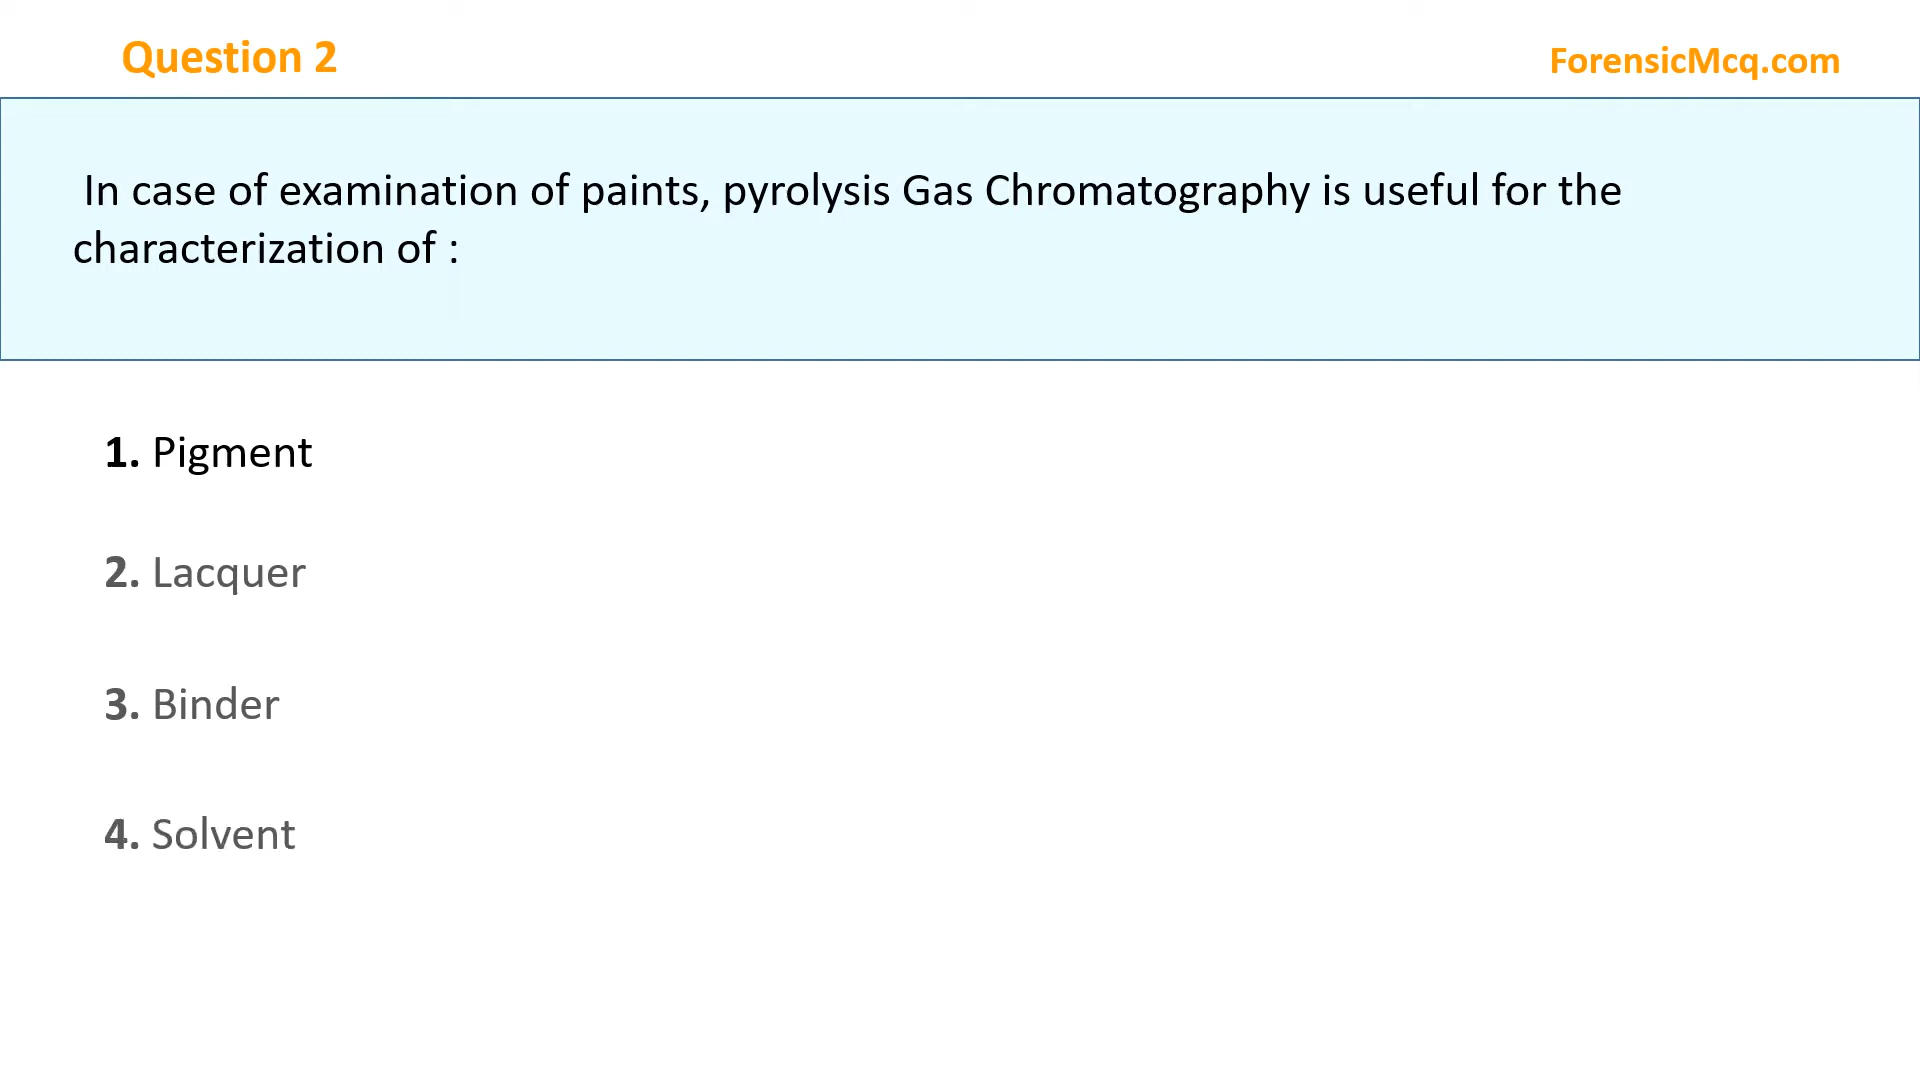 Question 2
ForensicMcq.com
In case of examination of paints, pyrolysis Gas Chromatography is useful for the
characterization of :
1. Pigment
2. Lacquer
3. Binder
4. Solvent